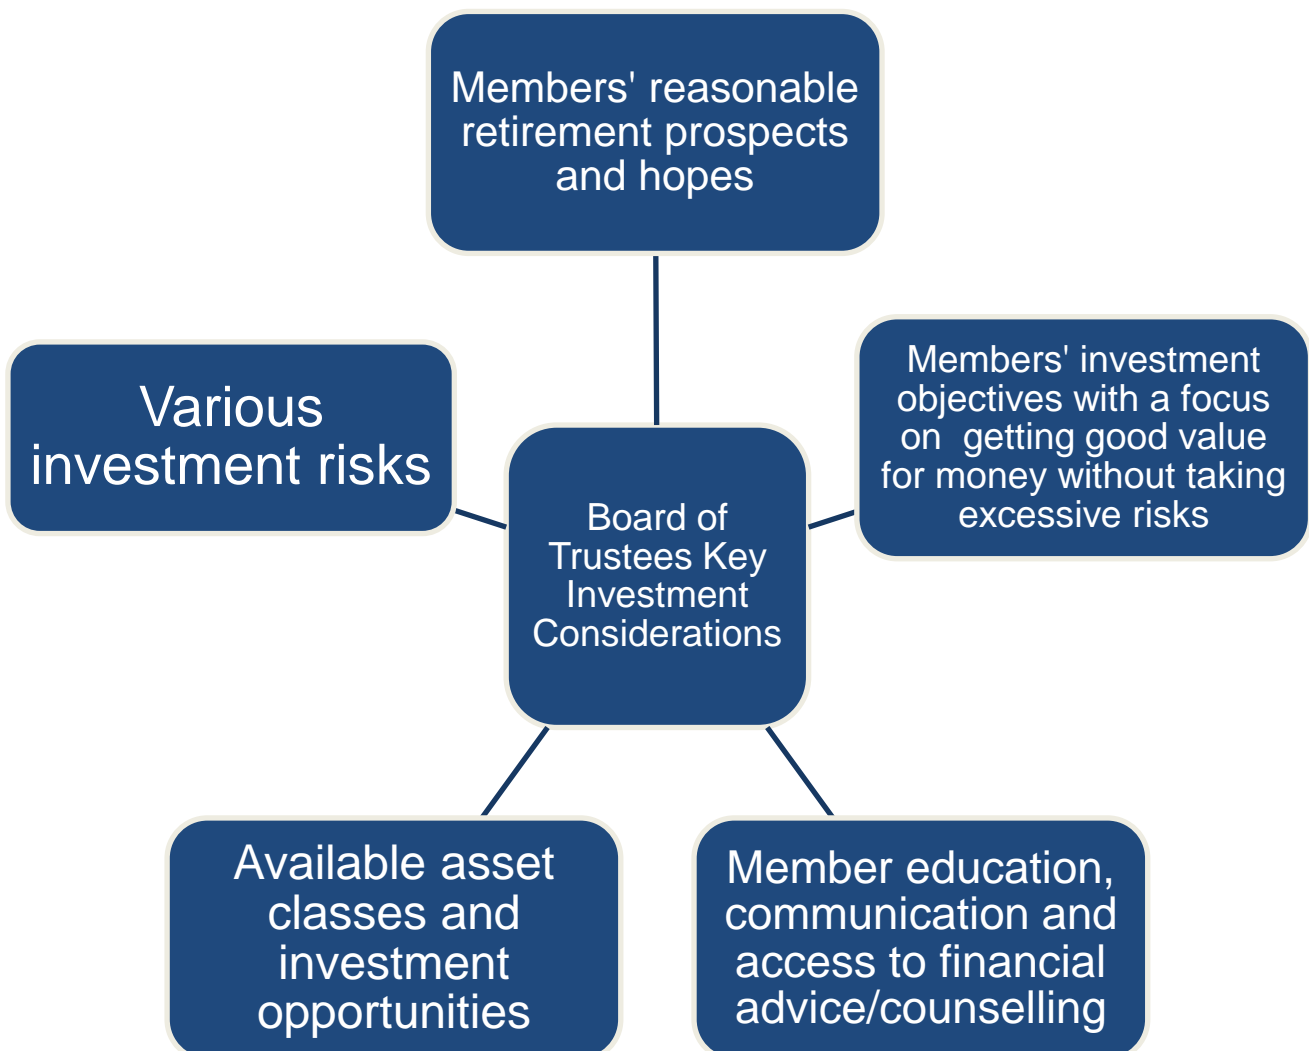 Members' reasonable
retirement prospects
and hopes
Various
investment risks
Members' investment
objectives with a focus
on  getting good value
for money without taking
excessive risks
Board of
Trustees Key
Investment
Considerations
Available asset
classes and
investment
opportunities
Member education,
communication and
access to financial
advice/counselling